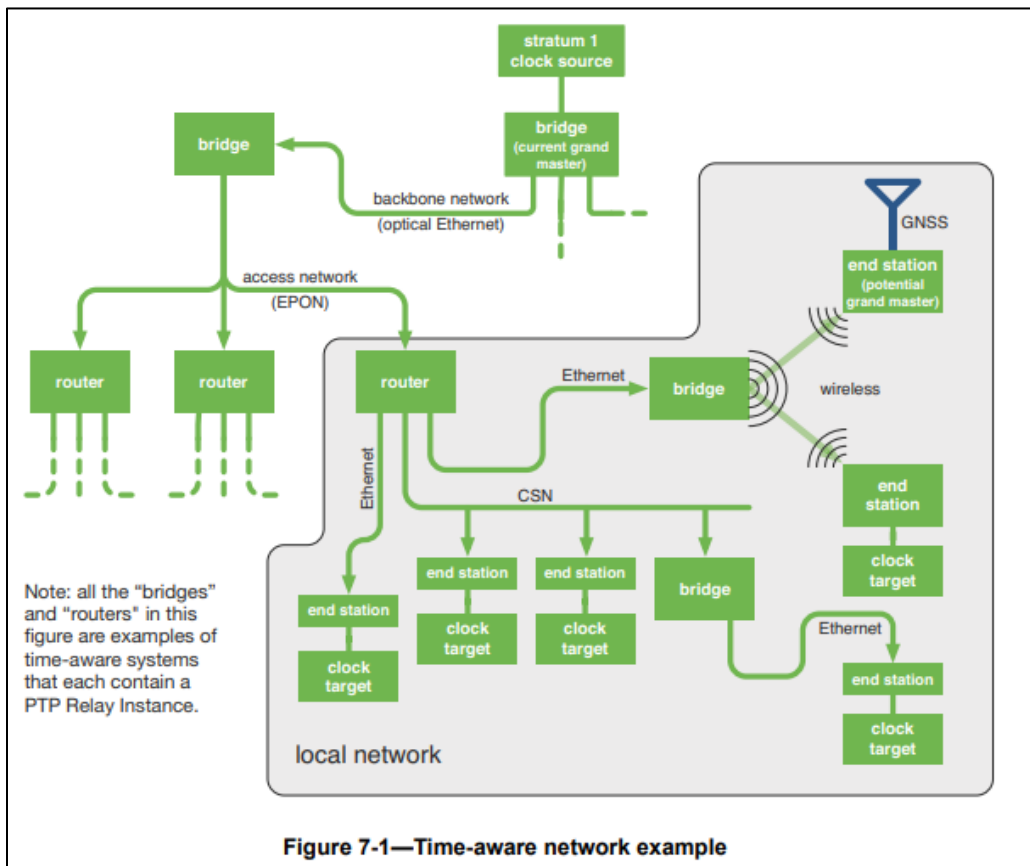 stratum 1
clock source
bridge
(current grand
master)
bridge
backbone network
(optical Ethernet)
GNSS
end station
(potential
grand master)
access network
(EPON)
router
router
router
Ethernet
bridge
wireless
Ethernet
CSN
end
station
clock
target
end station
clock
target
end station
clock
target
bridge
end station
clock
target
Ethernet
end station
clock
target
Note: all the “bridges”
and “routers" in this
figure are examples of
time-aware systems
that each contain a
PTP Relay Instance.
local network
Figure 7-1—Time-aware network example